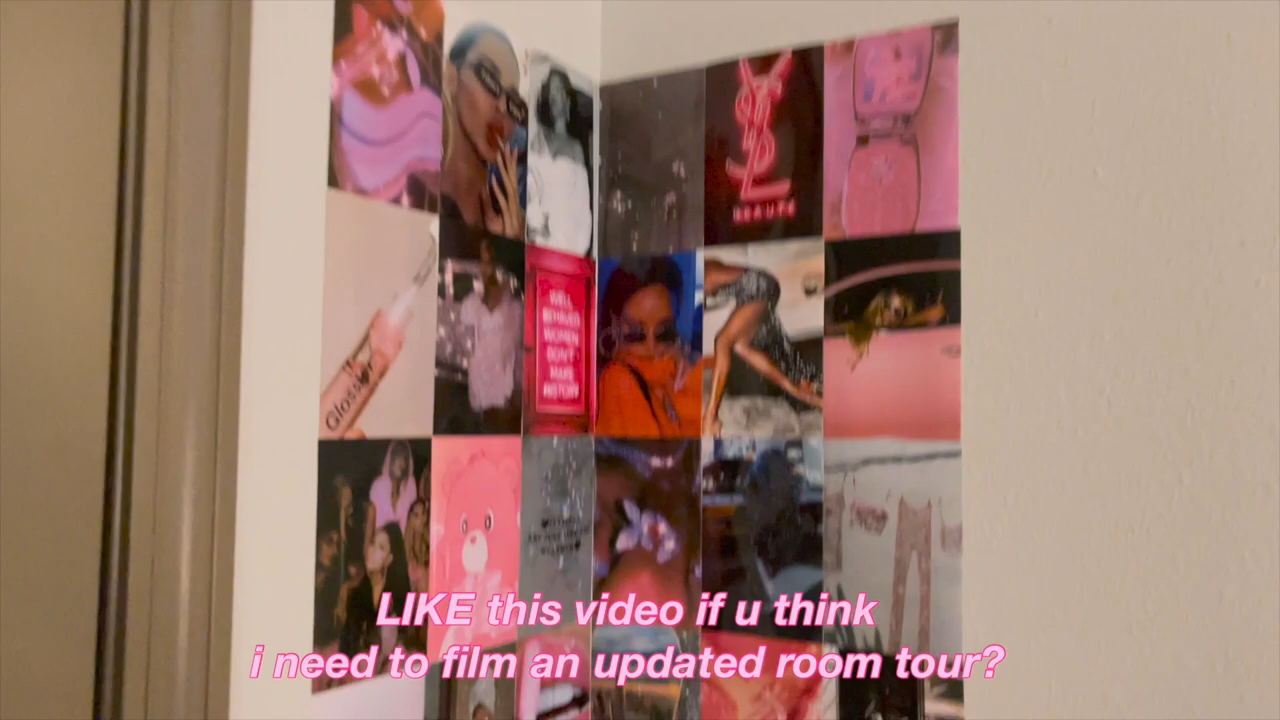 YSL
BEAUTÉ
Glossier
WELL
BEHAVED
WOMEN
DON'T
MAKE
HISTORY
LIKE this video if u think
i need to film an updated room tour?